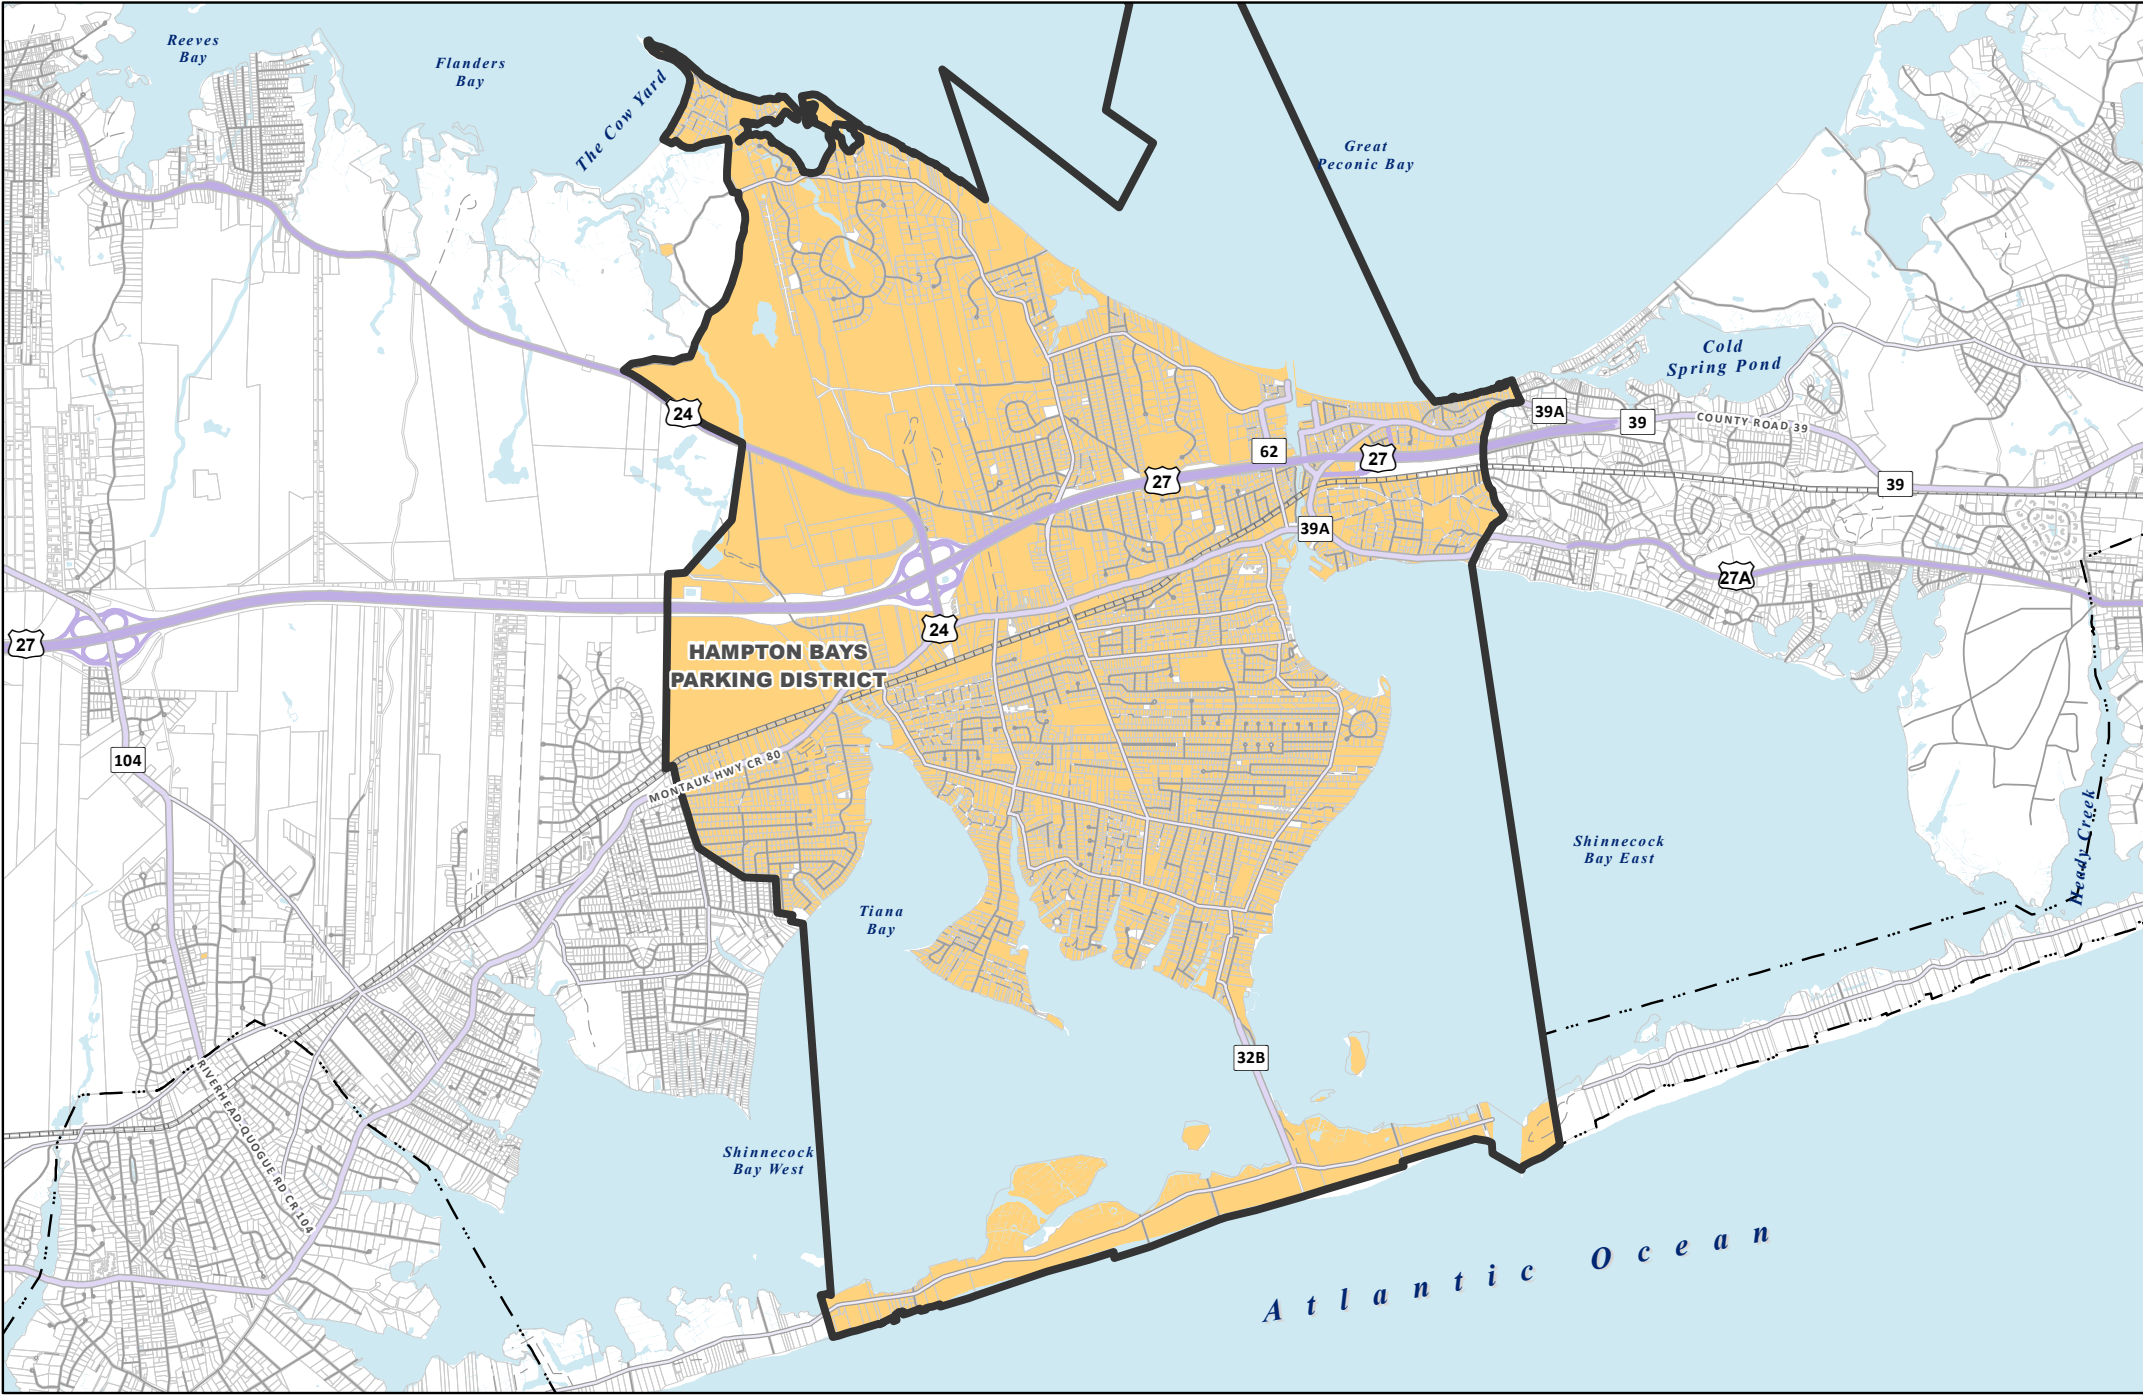 Reeves
Bay
Flanders
Bay
The Cow Yard
Great
Peconic Bay
Cold
Spring Pond
24
39A
39
COUNTY ROAD 39
62
27
27
39
39A
27A
27
24
HAMPTON BAYS
PARKING DISTRICT
104
MONTAUK HWY CR 80
Shinnecock
Bay East
Heady Creek
Tiana
Bay
32B
RIVERHEAD-QUOGUE RD CR 104
Shinnecock
Bay West
Atlantic Ocean